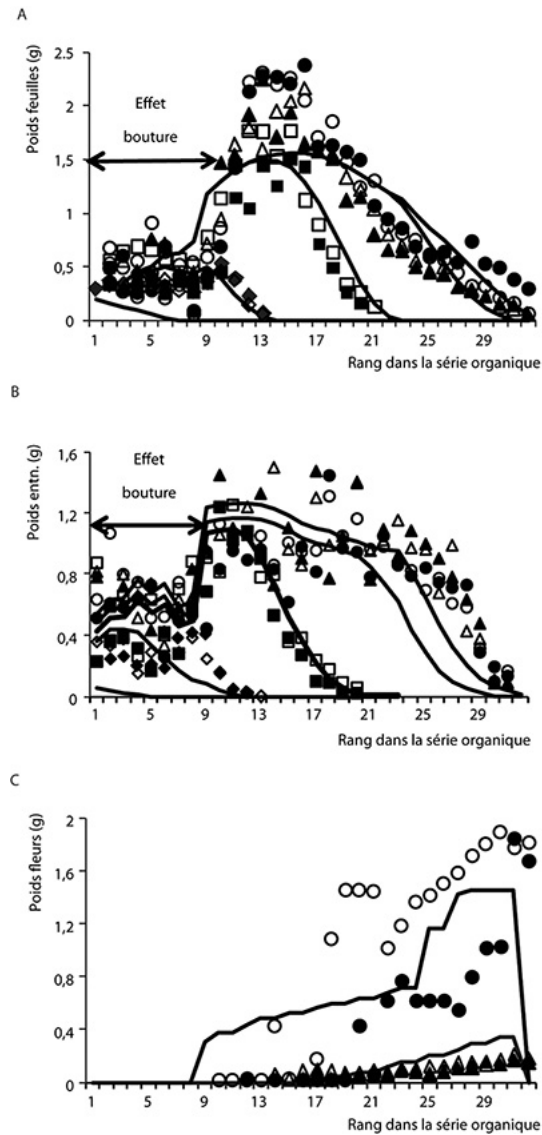 A
Poids feuilles (g)
2.5
2
1,5
1
0,5
0
Effet
bouture
1 5 9 13 17 21 25 29
Rang dans la série organique
B
Poids entn. (g)
1,6
1,2
0,8
0,4
0
Effet
bouture
1 5 9 13 17 21 25 29
Rang dans la série organique
C
Poids fleurs (g)
2
1,6
1,2
0,8
0,4
0
1 5 9 13 17 21 25 29
Rang dans la série organique